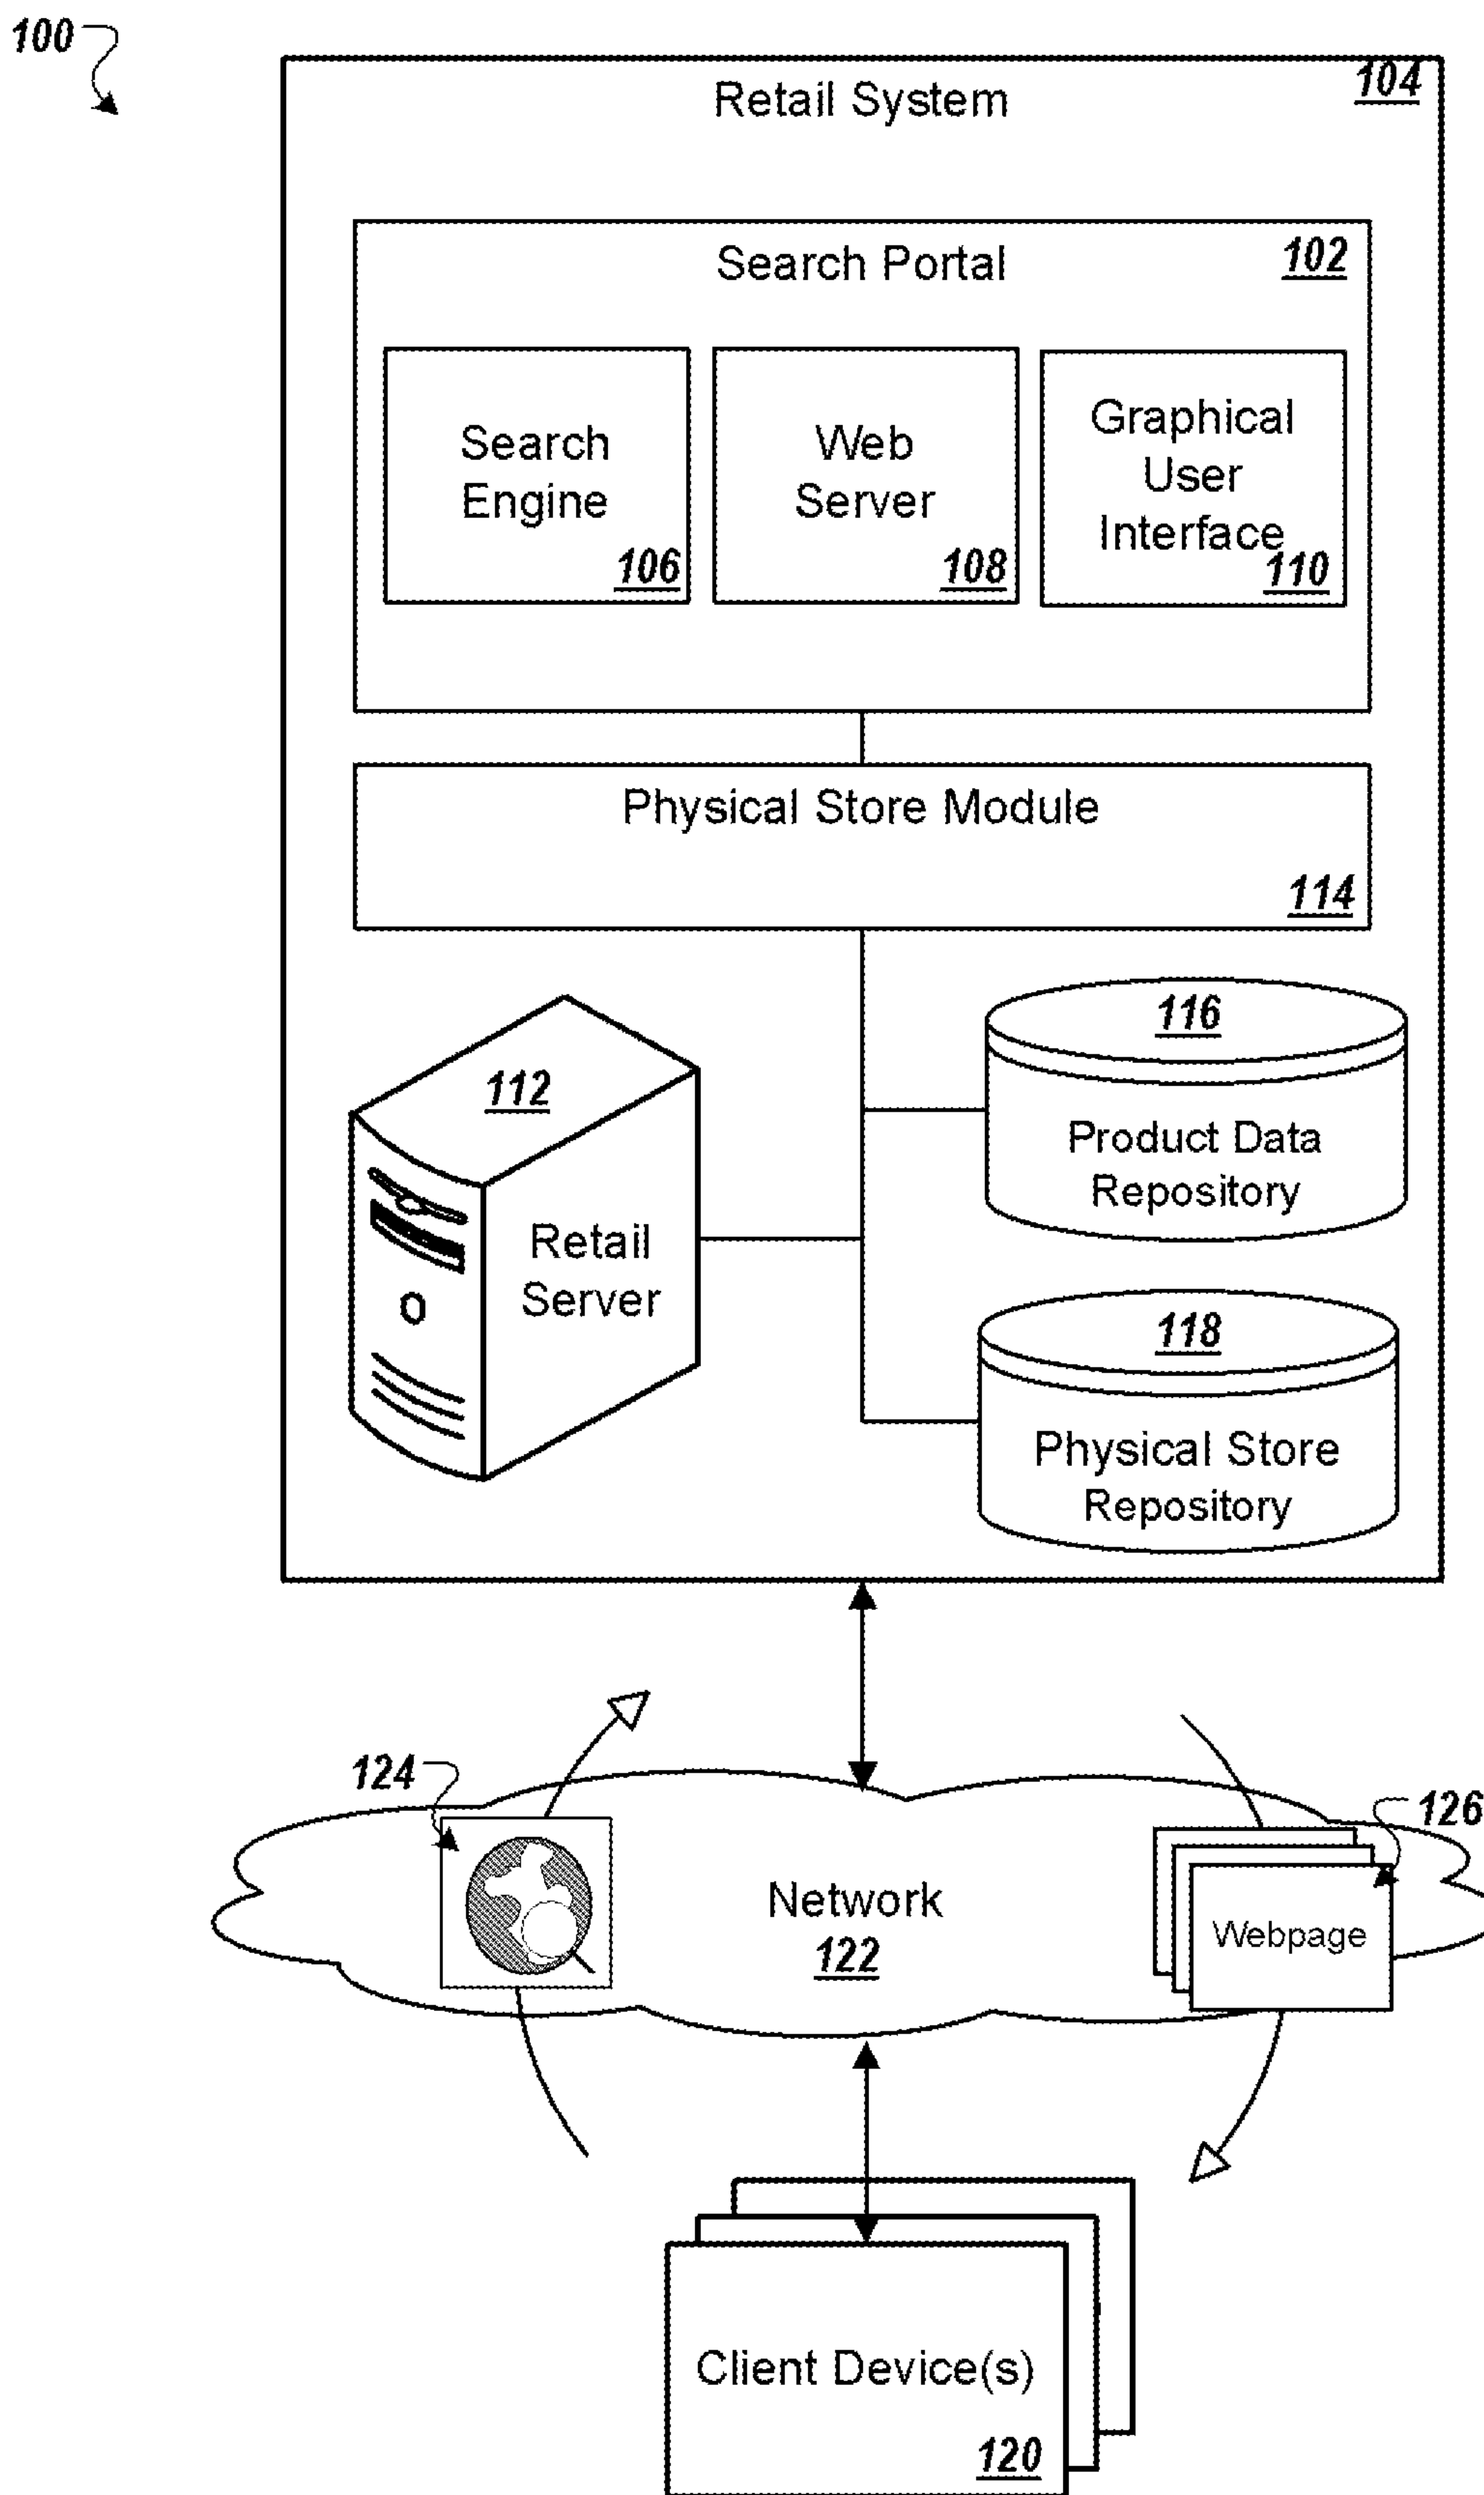 100
104
Retail System
102
Search Portal
Search
Engine
106
Web
Server
108
Graphical
User
Interface
110
Physical Store Module
114
112
Retail
Server
116
Product Data
Repository
118
Physical Store
Repository
124
126
Network
122
Webpage
Client Device(s)
120